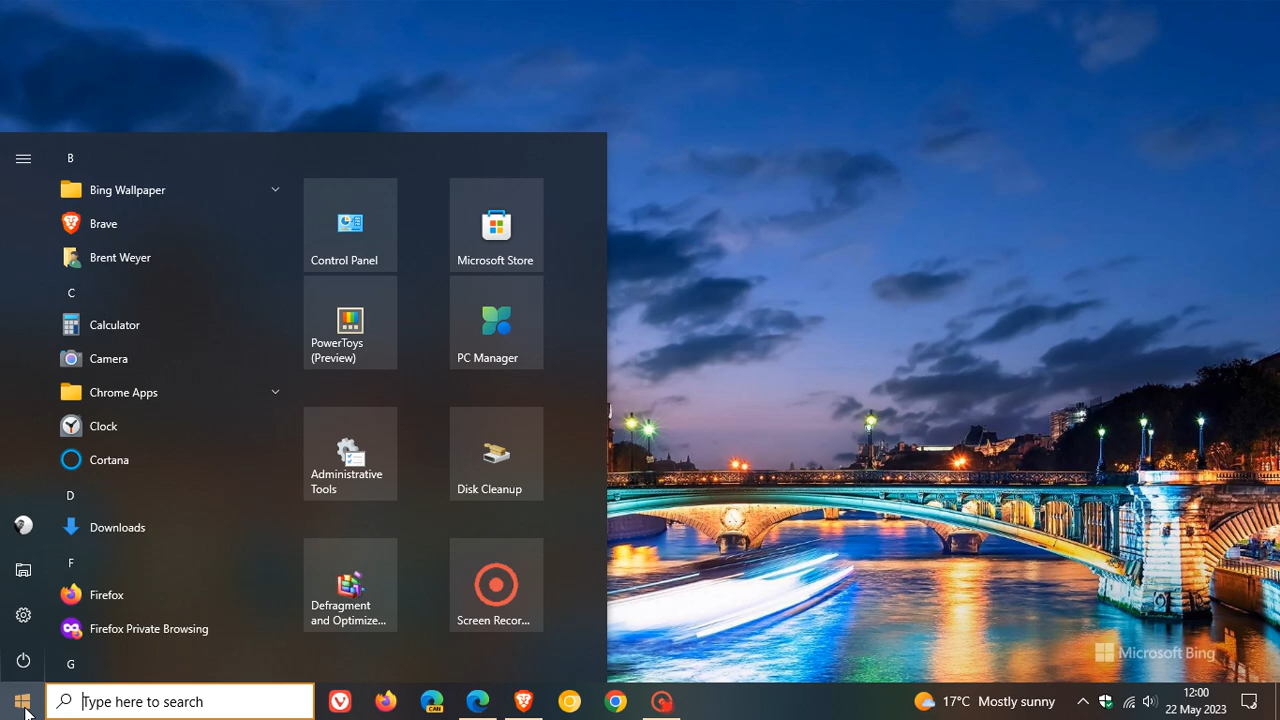 B
Bing Wallpaper
Brave
Brent Weyer
C
Calculator
Camera
Chrome Apps
Clock
Cortana
D
Downloads
F
Firefox
Firefox Private Browsing
G
Control Panel
Microsoft Store
PowerToys
(Preview)
PC Manager
Administrative
Tools
Disk Cleanup
Defragment
and Optimize...
Screen Recor...
Microsoft Bing
Type here to search
CAN
17°C Mostly sunny
12:00
22 May 2023